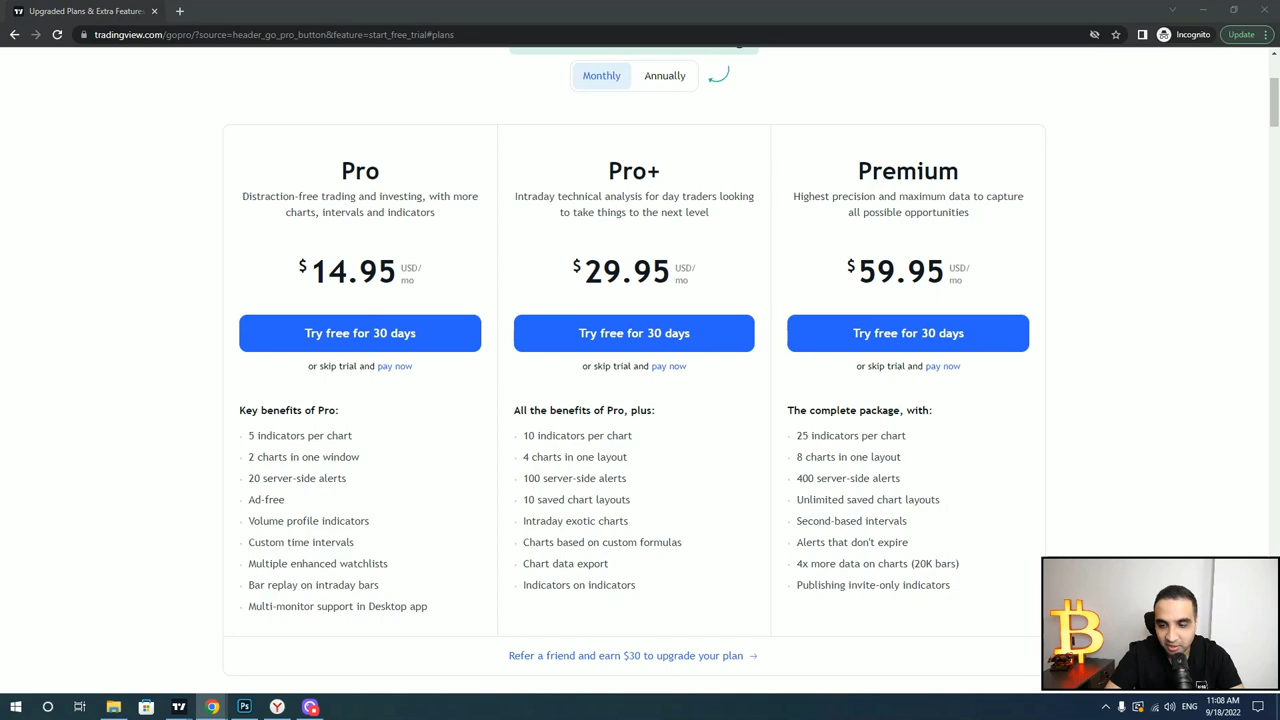 Upgraded Plans & Extra Features
tradingview.com/gopro/?source=header_go_pro_button&feature=start_free_trial#plans
Incognito
Update
Monthly
Annually
Pro
Distraction-free trading and investing, with more
charts, intervals and indicators
$14.95 USD/
mo
Try free for 30 days
or skip trial and pay now
Key benefits of Pro:
5 indicators per chart
2 charts in one window
20 server-side alerts
Ad-free
Volume profile indicators
Custom time intervals
Multiple enhanced watchlists
Bar replay on intraday bars
Multi-monitor support in Desktop app
Pro+
Intraday technical analysis for day traders looking
to take things to the next level
$29.95 USD/
mo
Try free for 30 days
or skip trial and pay now
All the benefits of Pro, plus:
10 indicators per chart
4 charts in one layout
100 server-side alerts
10 saved chart layouts
Intraday exotic charts
Charts based on custom formulas
Chart data export
Indicators on indicators
Premium
Highest precision and maximum data to capture
all possible opportunities
$59.95 USD/
mo
Try free for 30 days
or skip trial and pay now
The complete package, with:
25 indicators per chart
8 charts in one layout
400 server-side alerts
Unlimited saved chart layouts
Second-based intervals
Alerts that don't expire
4x more data on charts (20K bars)
Publishing invite-only indicators
Refer a friend and earn $30 to upgrade your plan →
Ps
ENG
11:08 AM
9/18/2022